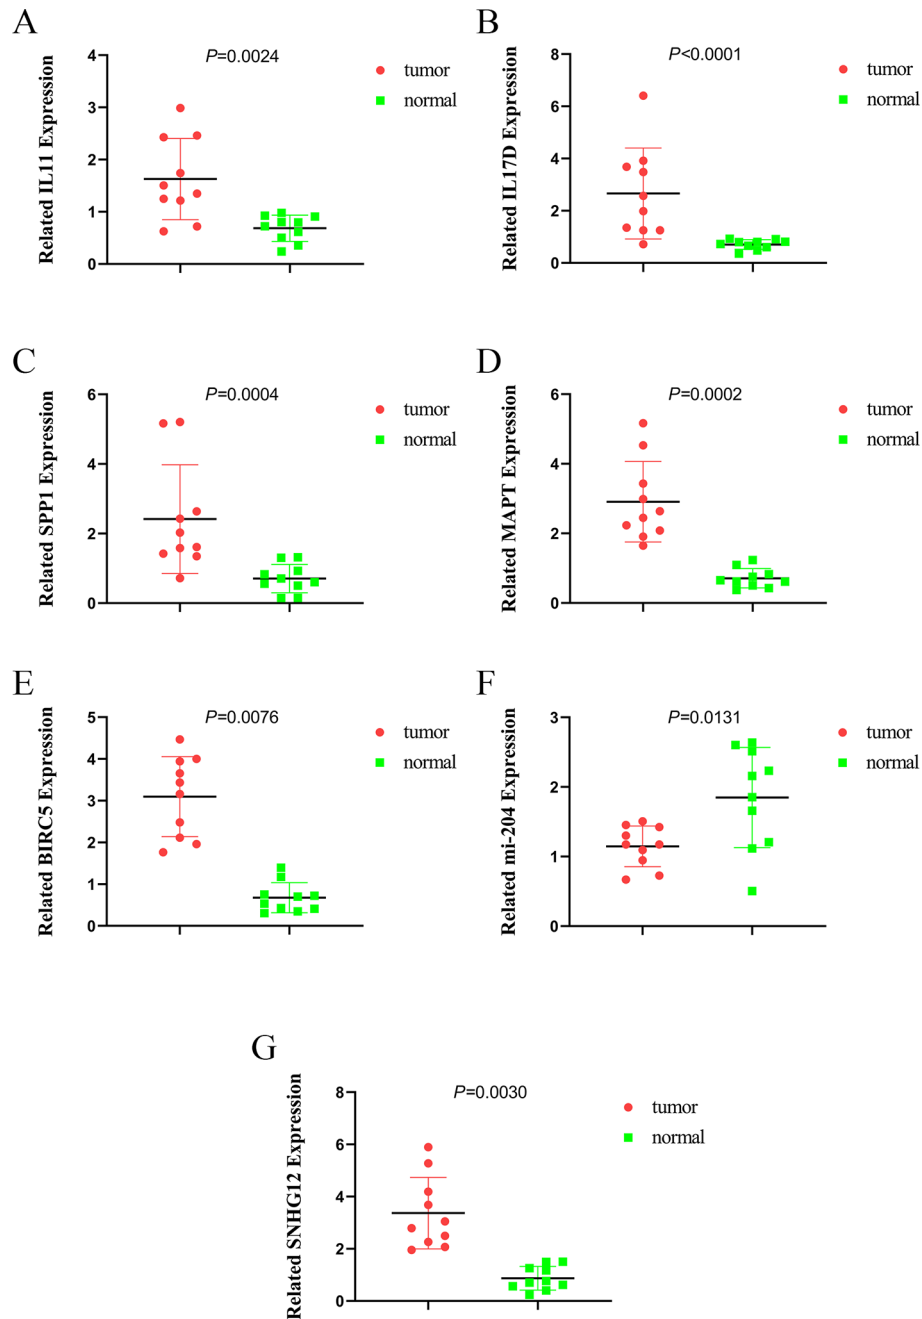 A
P=0.0024
Related IL11 Expression
4
3
2
1
0
tumor
normal
B
P<0.0001
Related IL17D Expression
8
6
4
2
0
tumor
normal
C
P=0.0004
Related SPP1 Expression
6
4
2
0
tumor
normal
D
P=0.0002
Related MAPT Expression
6
4
2
0
tumor
normal
E
P=0.0076
Related BIRC5 Expression
5
4
3
2
1
0
tumor
normal
F
P=0.0131
Related mi-204 Expression
3
2
1
0
tumor
normal
G
P=0.0030
Related SNHG12 Expression
8
6
4
2
0
tumor
normal